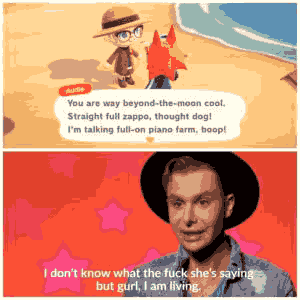 Audie
You are way beyond-the-moon cool.
Straight full zappo, thought dog!
I'm talking full-on piano farm, boop!
I don't know what the fuck she's saying
but gurl, I am living.